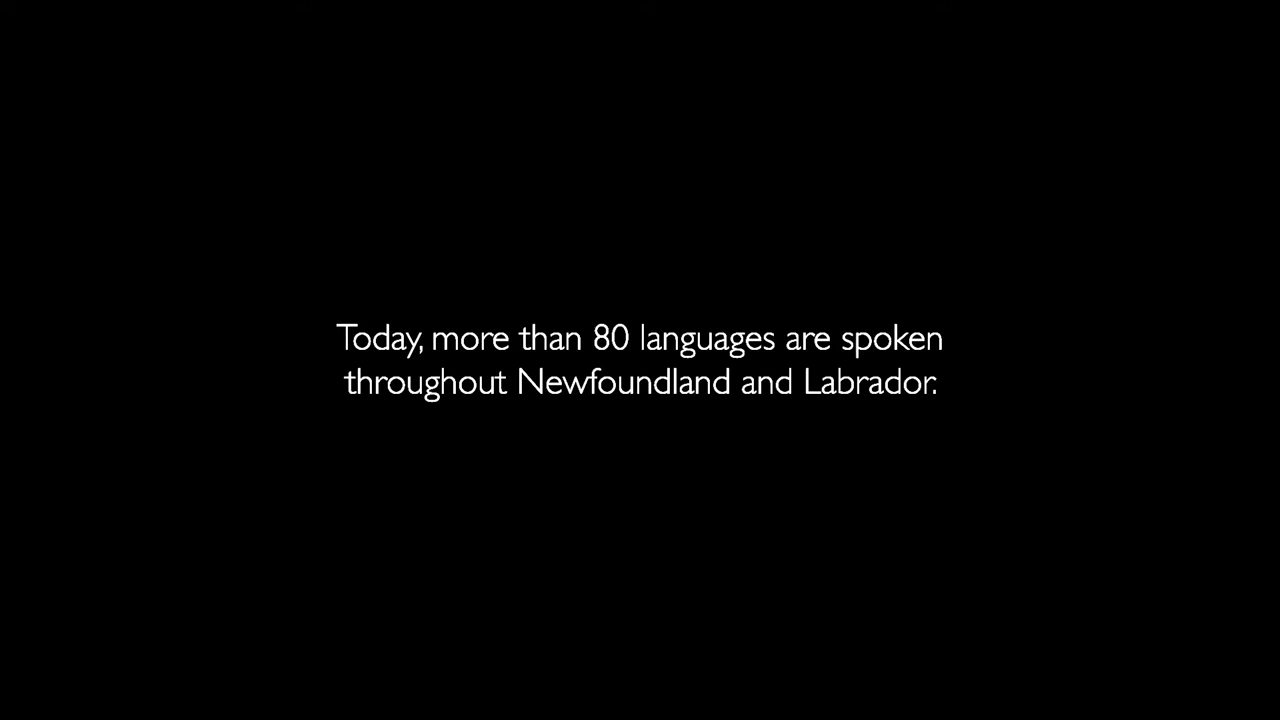 Today, more than 80 languages are spoken
throughout Newfoundland and Labrador.